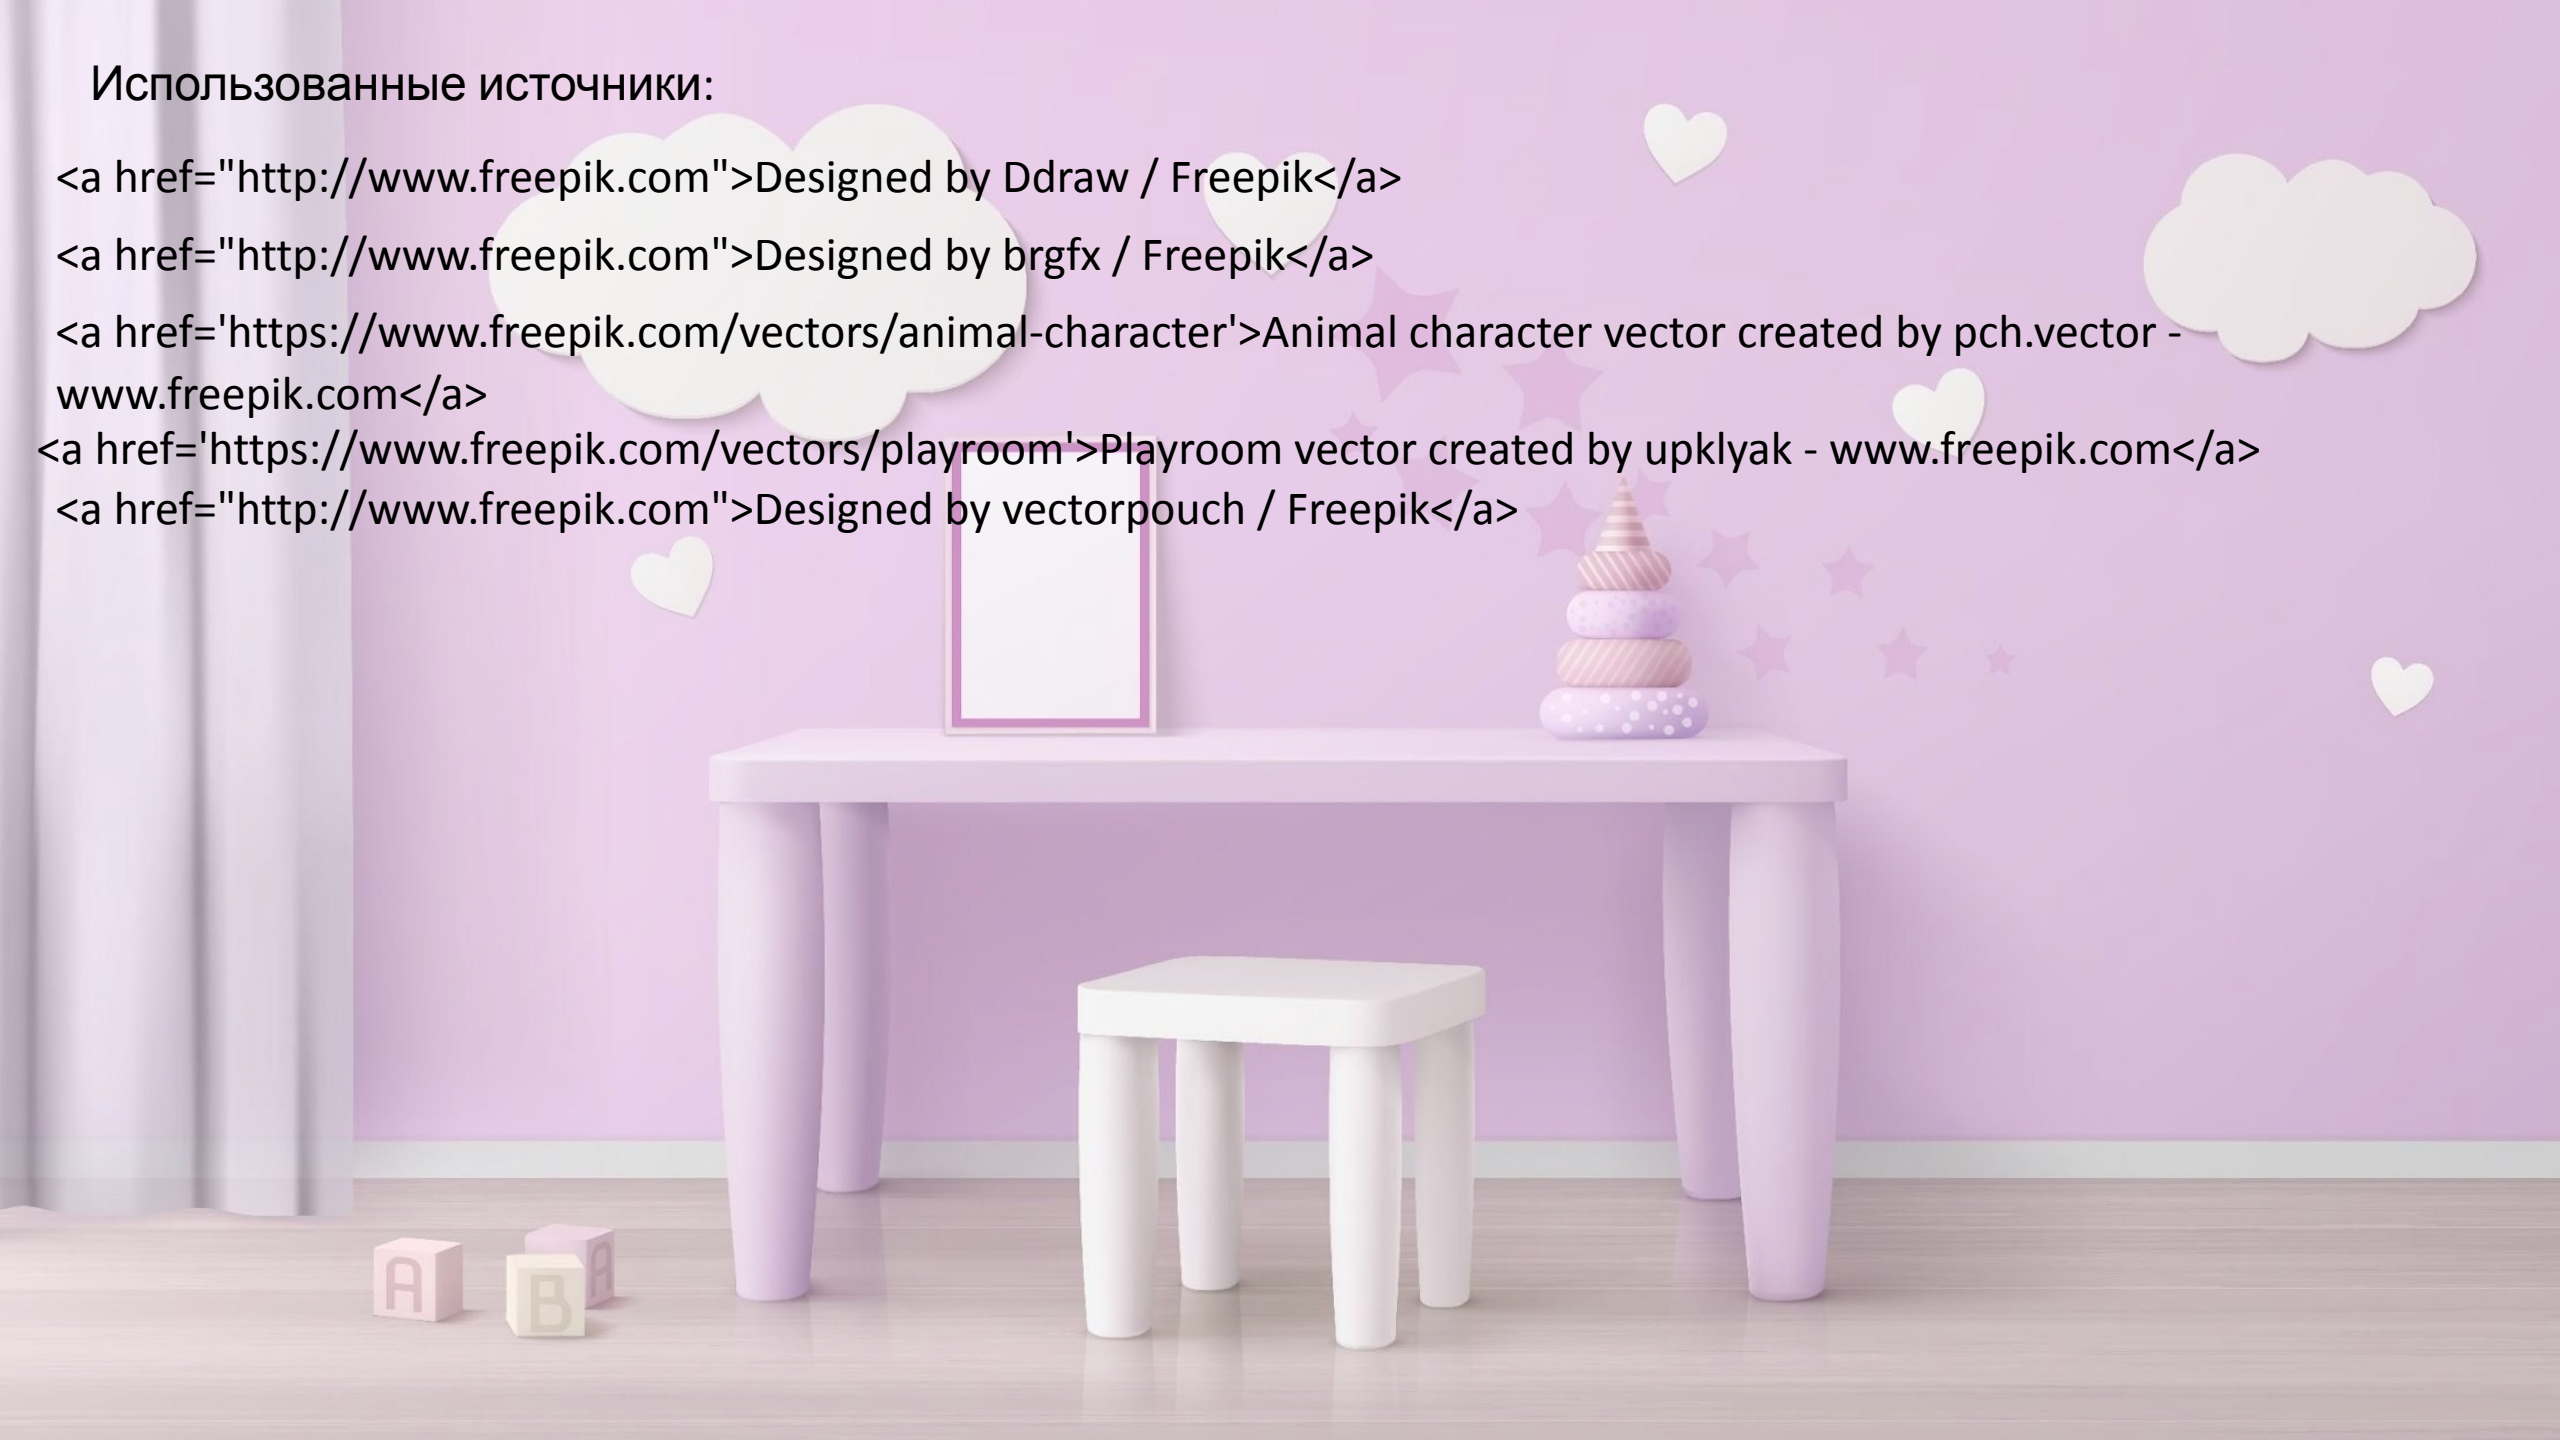 Использованные источники:
<a href="http://www.freepik.com">Designed by Ddraw / Freepik</a>
<a href="http://www.freepik.com">Designed by brgfx / Freepik</a>
<a href='https://www.freepik.com/vectors/animal-character'>Animal character vector created by pch.vector -
www.freepik.com</a>
<a href='https://www.freepik.com/vectors/playroom'>Playroom vector created by upklyak - www.freepik.com</a>
<a href="http://www.freepik.com">Designed by vectorpouch / Freepik</a>
A B A